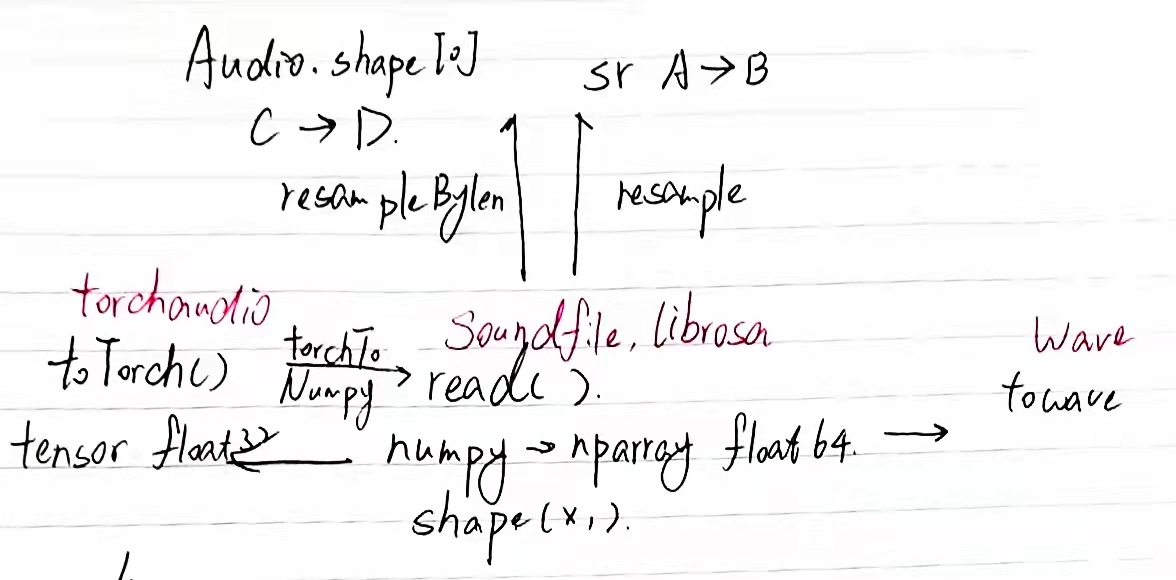 Audio.shape[0] sr A→B
C → D.
resampleBylen resample
torchaudio Soundfile, librosa Wave
toTorch() torchTo Numpy → read( ). towave
tensor float32 ← numpy → nparray float64. →
shape(x,).